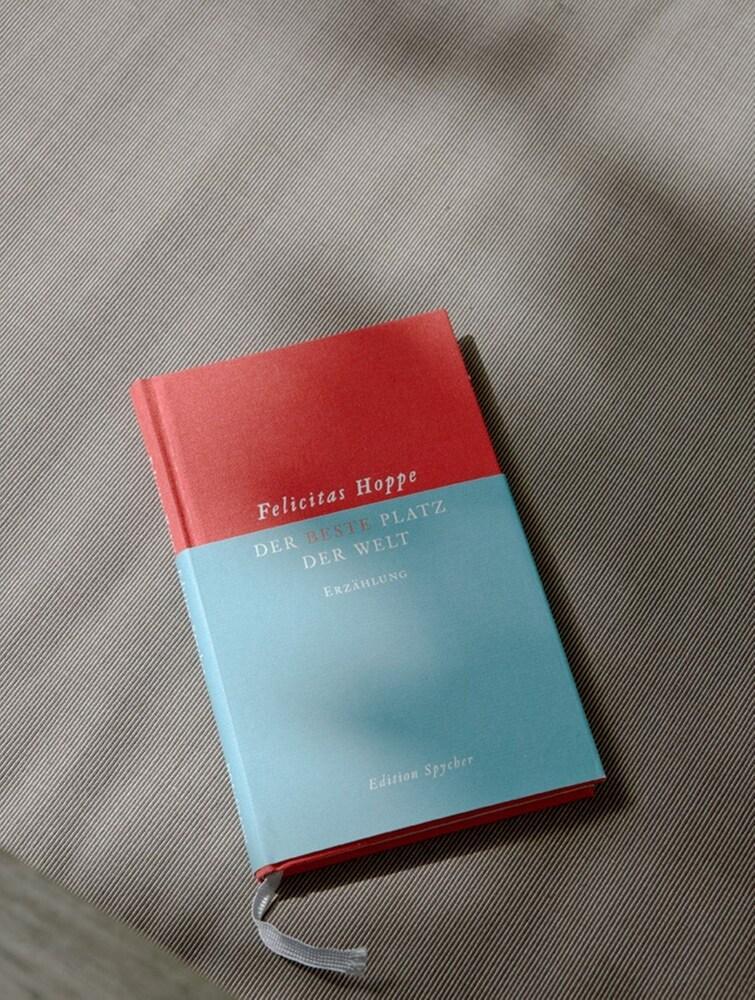 Felicitas Hoppe
DER BESTE PLATZ
DER WELT
ERZÄHLUNG
Edition Spycher